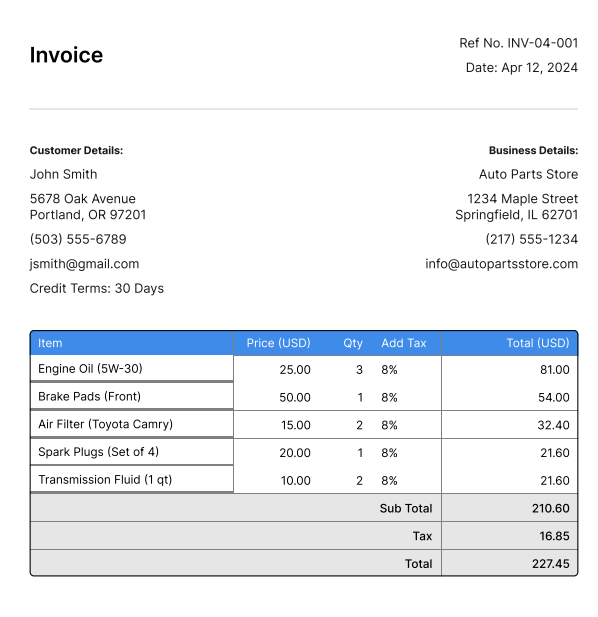 Invoice
Ref No. INV-04-001
Date: Apr 12, 2024
Customer Details:
John Smith
5678 Oak Avenue
Portland, OR 97201
(503) 555-6789
jsmith@gmail.com
Credit Terms: 30 Days
Business Details:
Auto Parts Store
1234 Maple Street
Springfield, IL 62701
(217) 555-1234
info@autopartsstore.com
Item Price (USD) Qty Add Tax Total (USD)
Engine Oil (5W-30) 25.00 3 8% 81.00
Brake Pads (Front) 50.00 1 8% 54.00
Air Filter (Toyota Camry) 15.00 2 8% 32.40
Spark Plugs (Set of 4) 20.00 1 8% 21.60
Transmission Fluid (1 qt) 10.00 2 8% 21.60
Sub Total 210.60
Tax 16.85
Total 227.45